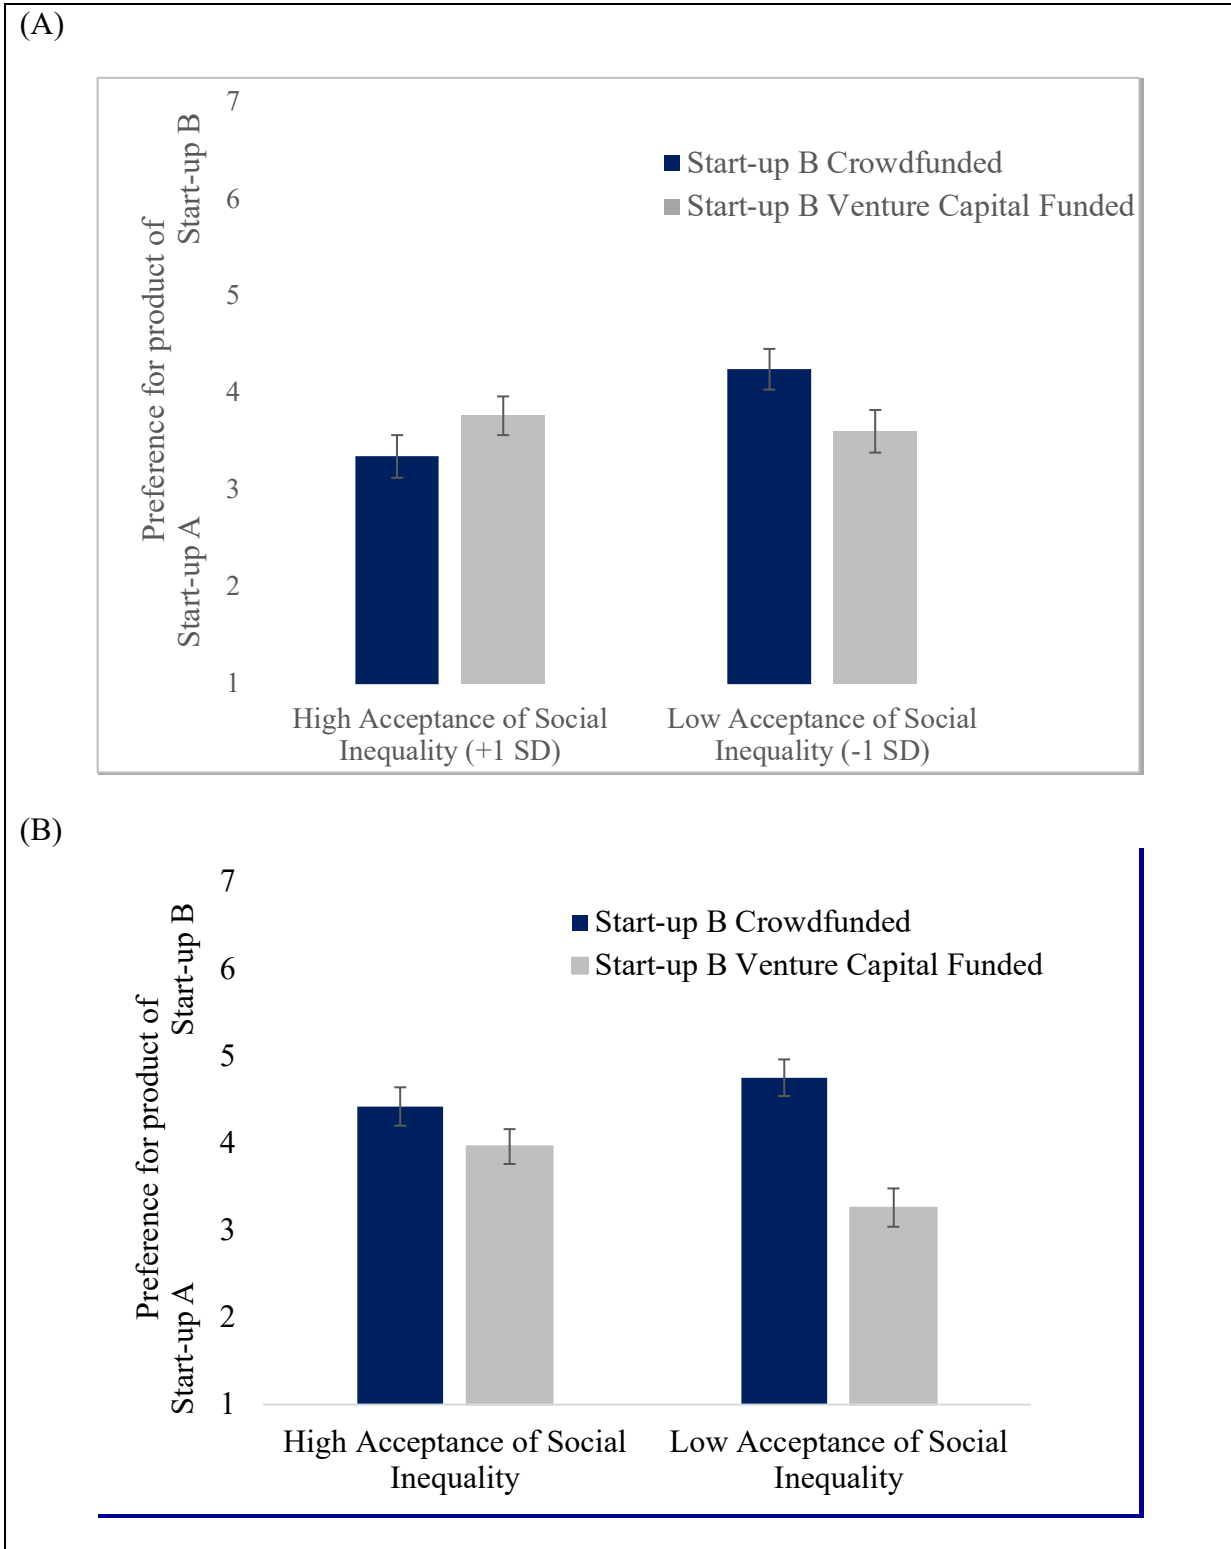 (A)
7
6
5
4
3
2
1
Preference for product of
Start-up B
Start-up A
Start-up B Crowdfunded
Start-up B Venture Capital Funded
High Acceptance of Social
Inequality (+1 SD)
Low Acceptance of Social
Inequality (-1 SD)
(B)
7
6
5
4
3
2
1
Preference for product of
Start-up B
Start-up A
Start-up B Crowdfunded
Start-up B Venture Capital Funded
High Acceptance of Social
Inequality
Low Acceptance of Social
Inequality